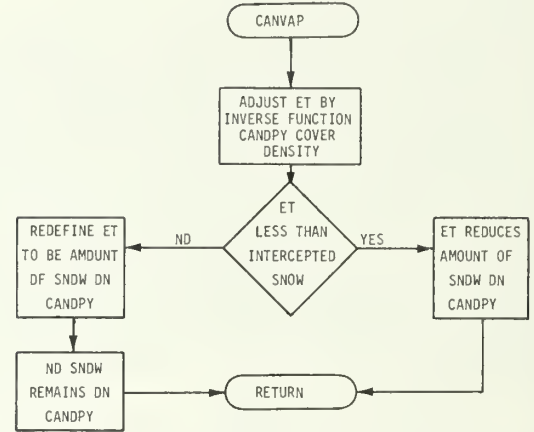 CANVAP
ADJUST ET BY
INVERSE FUNCTION
CANDPY COVER
DENSITY
ET
LESS THAN
INTERCEPTED
SNOW
ND
YES
REDEFINE ET
TO BE AMOUNT
DF SNDW DN
CANDPY
ET REDUCES
AMOUNT OF
SNDW DN
CANDPY
ND SNDW
REMAINS DN
CANDPY
RETURN